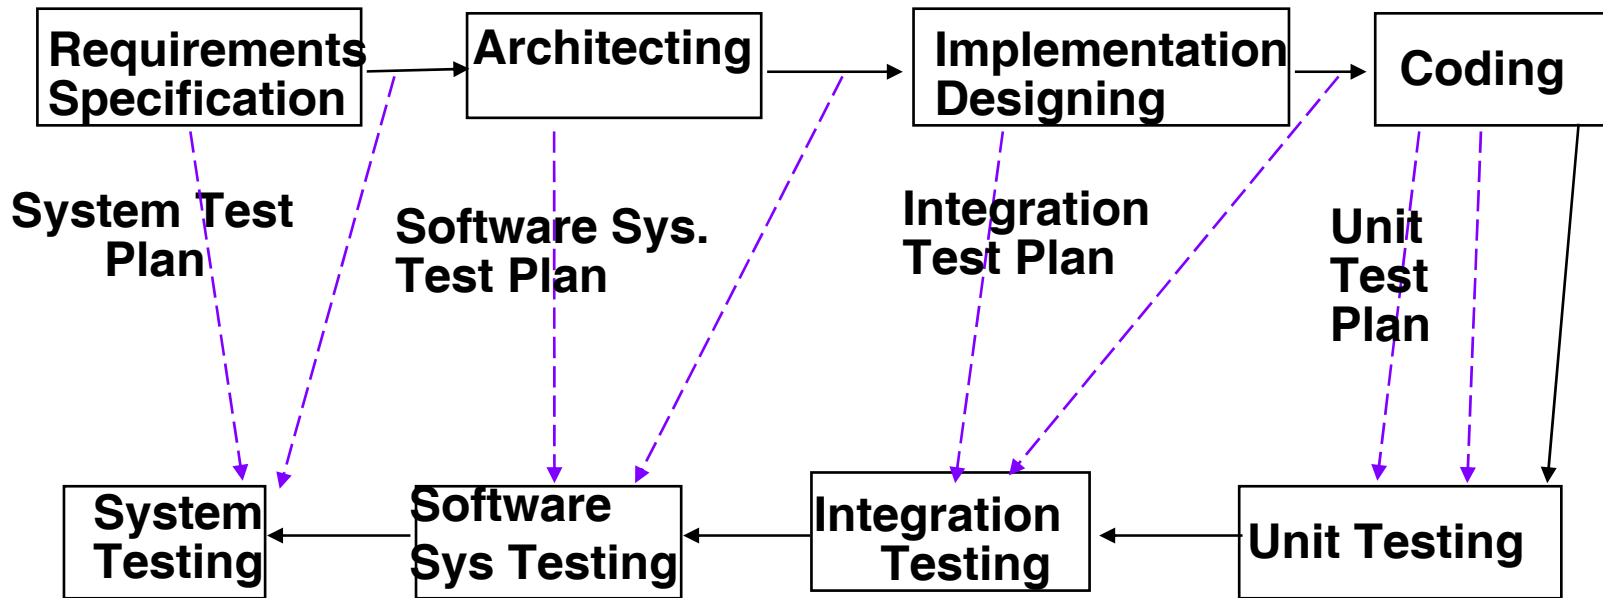 Requirements
Specification
Architecting
Implementation
Designing
Coding
System Test
Plan
Software Sys.
Test Plan
Integration
Test Plan
Unit
Test
Plan
System
Testing
Software
Sys Testing
Integration
Testing
Unit Testing